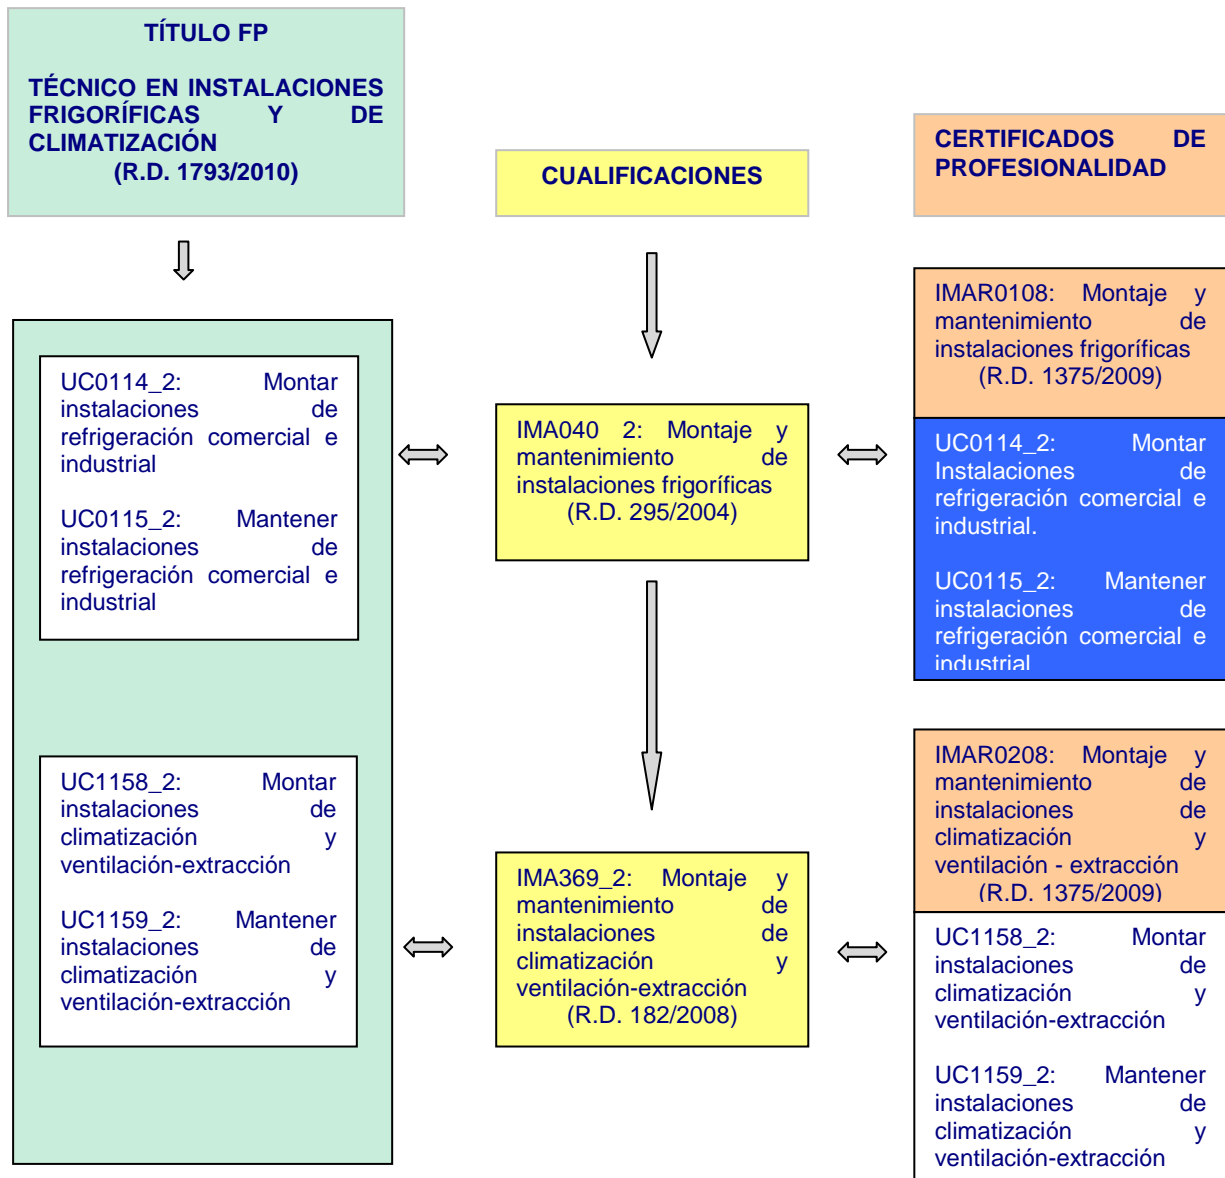 TÍTULO FP
TÉCNICO EN INSTALACIONES
FRIGORÍFICAS Y DE
CLIMATIZACIÓN
(R.D. 1793/2010)
UC0114_2: Montar
instalaciones de
refrigeración comercial e
industrial
UC0115_2: Mantener
instalaciones de
refrigeración comercial e
industrial
UC1158_2: Montar
instalaciones de
climatización y
ventilación-extracción
UC1159_2: Mantener
instalaciones de
climatización y
ventilación-extracción
CUALIFICACIONES
IMA040 2: Montaje y
mantenimiento de
instalaciones frigoríficas
(R.D. 295/2004)
IMA369_2: Montaje y
mantenimiento de
instalaciones de
climatización y
ventilación-extracción
(R.D. 182/2008)
CERTIFICADOS DE
PROFESIONALIDAD
IMAR0108: Montaje y
mantenimiento de
instalaciones frigoríficas
(R.D. 1375/2009)
UC0114_2: Montar
Instalaciones de
refrigeración comercial e
industrial.
UC0115_2: Mantener
instalaciones de
refrigeración comercial e
industrial
IMAR0208: Montaje y
mantenimiento de
instalaciones de
climatización y
ventilación - extracción
(R.D. 1375/2009)
UC1158_2: Montar
instalaciones de
climatización y
ventilación-extracción
UC1159_2: Mantener
instalaciones de
climatización y
ventilación-extracción